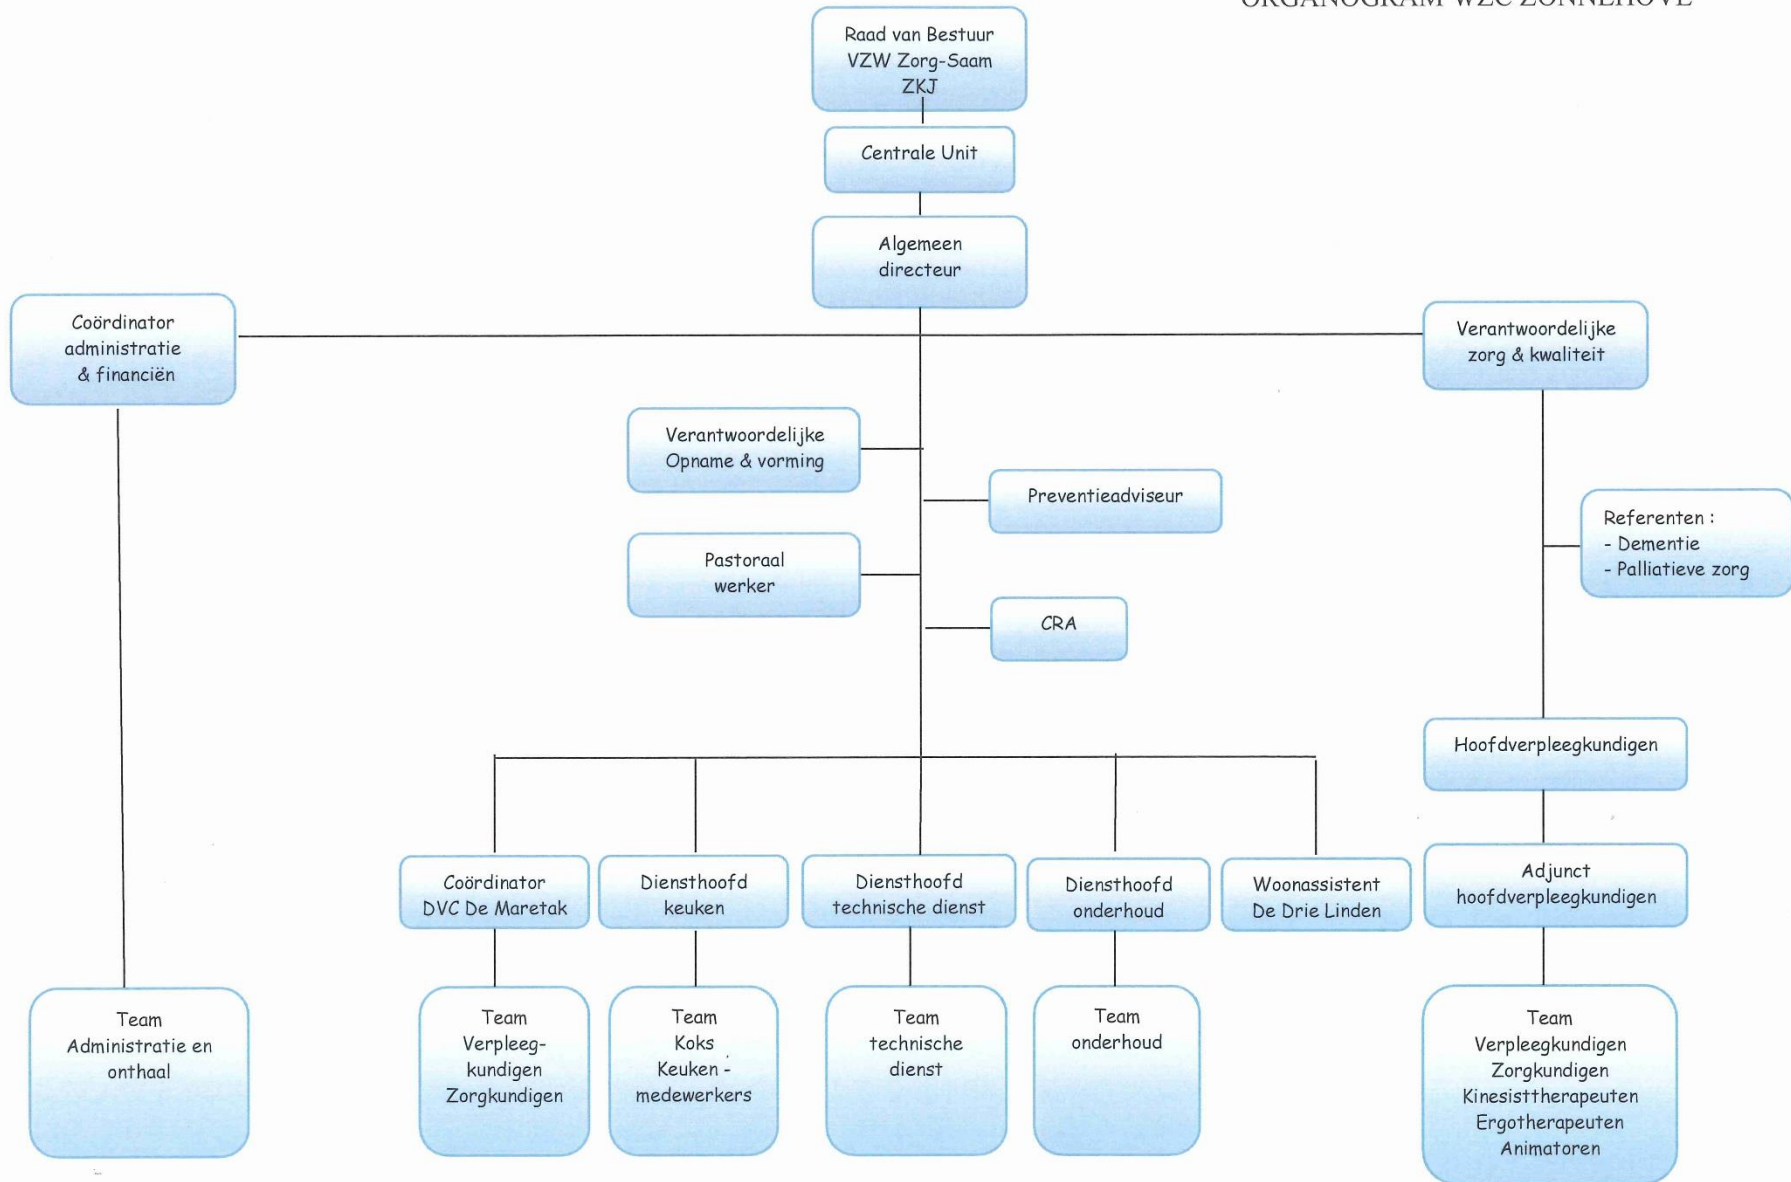 ORGANOGRAM WZC ZONNEHOVE
Raad van Bestuur
VZW Zorg-Saam
ZKJ
Centrale Unit
Algemeen
directeur
Coördinator
administratie
& financiën
Verantwoordelijke
zorg & kwaliteit
Verantwoordelijke
Opname & vorming
Preventieadviseur
Referenten :
- Dementie
- Palliatieve zorg
Pastoraal
werker
CRA
Hoofdverpleegkundigen
Coördinator
DVC De Maretak
Diensthoofd
keuken
Diensthoofd
technische dienst
Diensthoofd
onderhoud
Woonassistent
De Drie Linden
Adjunct
hoofdverpleegkundigen
Team
Administratie en
onthaal
Team
Verpleeg-
kundigen
Zorgkundigen
Team
Koks
Keuken -
medewerkers
Team
technische
dienst
Team
onderhoud
Team
Verpleegkundigen
Zorgkundigen
Kinesisttherapeuten
Ergotherapeuten
Animatoren